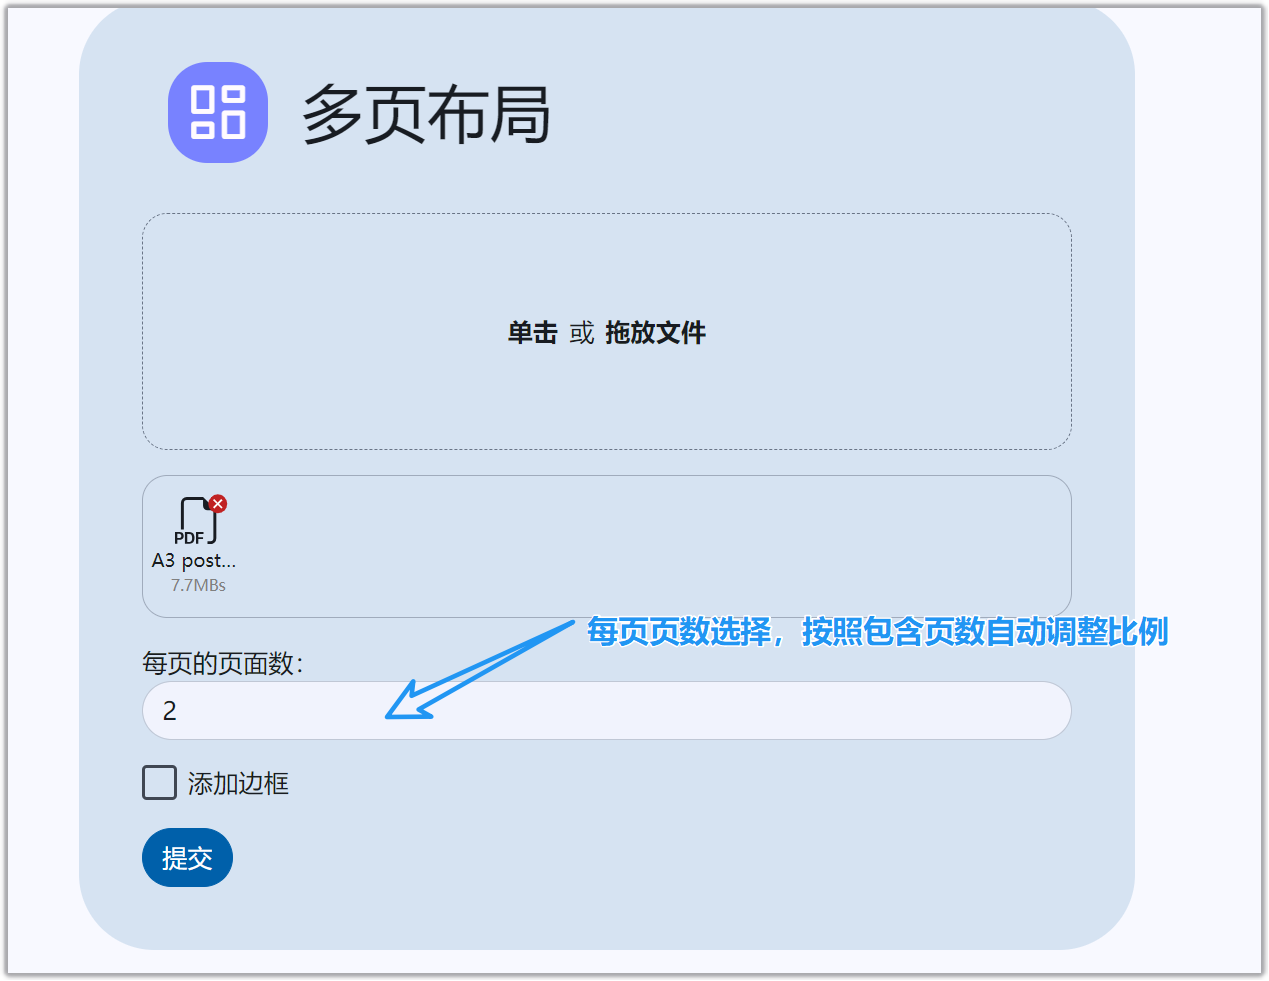 多页布局
单击 或 拖放文件
PDF
A3 post...
7.7MBs
每页页数选择，按照包含页数自动调整比例
每页的页面数：
2
添加边框
提交